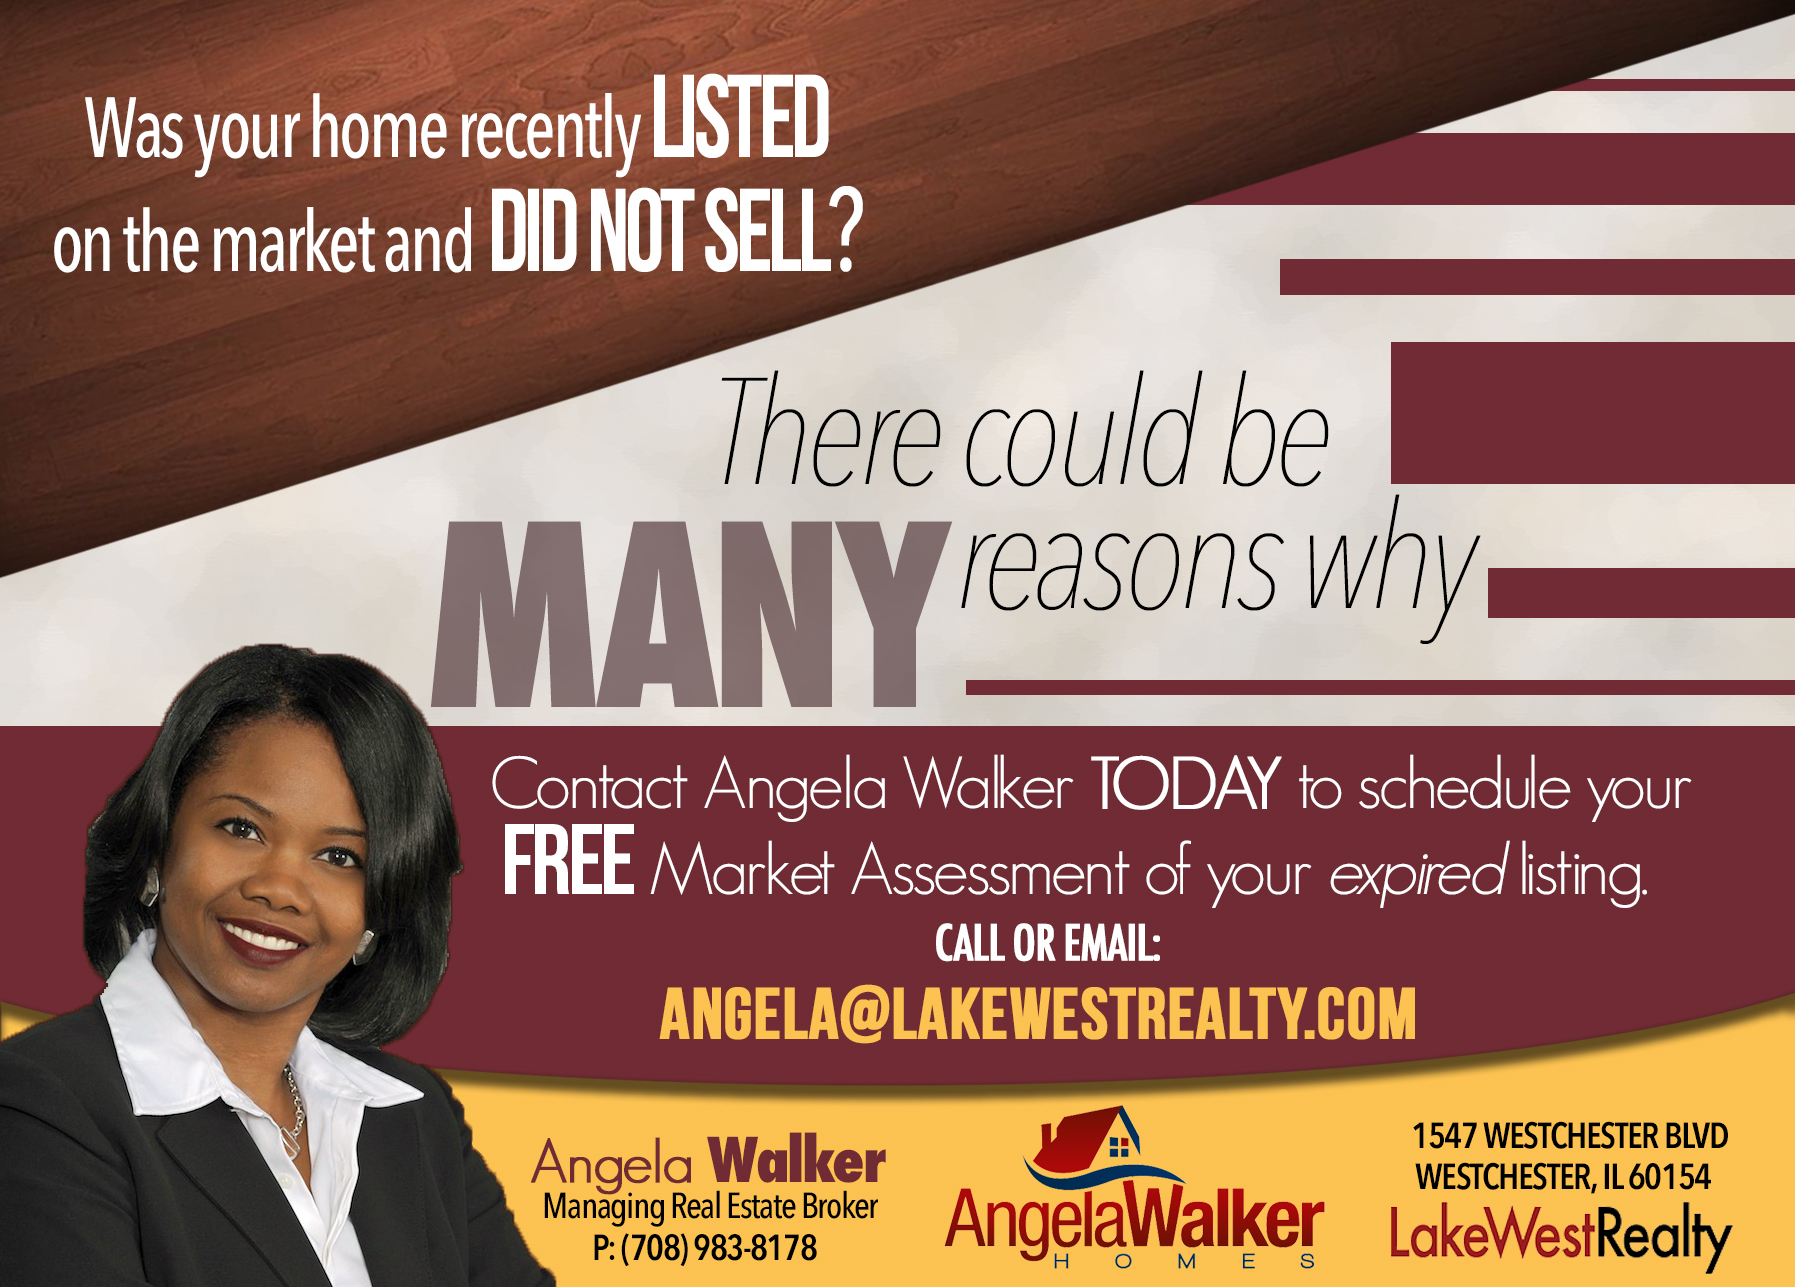 Was your home recently LISTED
on the market and DID NOT SELL?
There could be
MANY reasons why
Contact Angela Walker TODAY to schedule your
FREE Market Assessment of your expired listing.
CALL OR EMAIL:
ANGELA@LAKEWESTREALTY.COM
Angela Walker
Managing Real Estate Broker
P: (708) 983-8178
AngelaWalker
HOMES
1547 WESTCHESTER BLVD
WESTCHESTER, IL 60154
LakeWestRealty